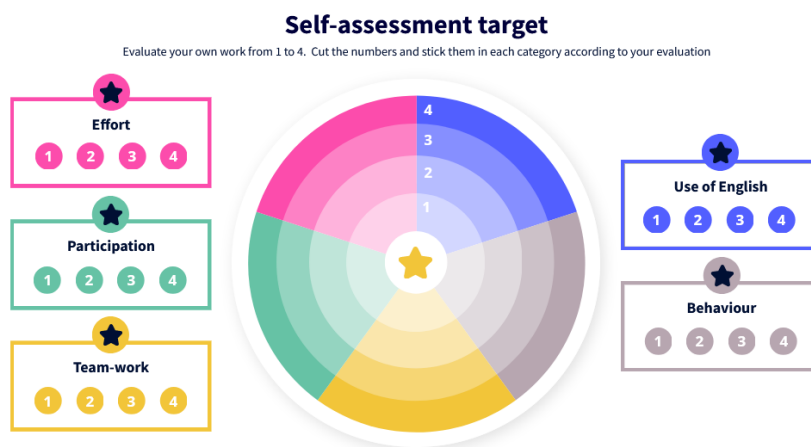 Self-assessment target
Evaluate your own work from 1 to 4. Cut the numbers and stick them in each category according to your evaluation
Effort
1 2 3 4
Participation
1 2 3 4
Team-work
1 2 3 4
4
3
2
1
Use of English
1 2 3 4
Behaviour
1 2 3 4